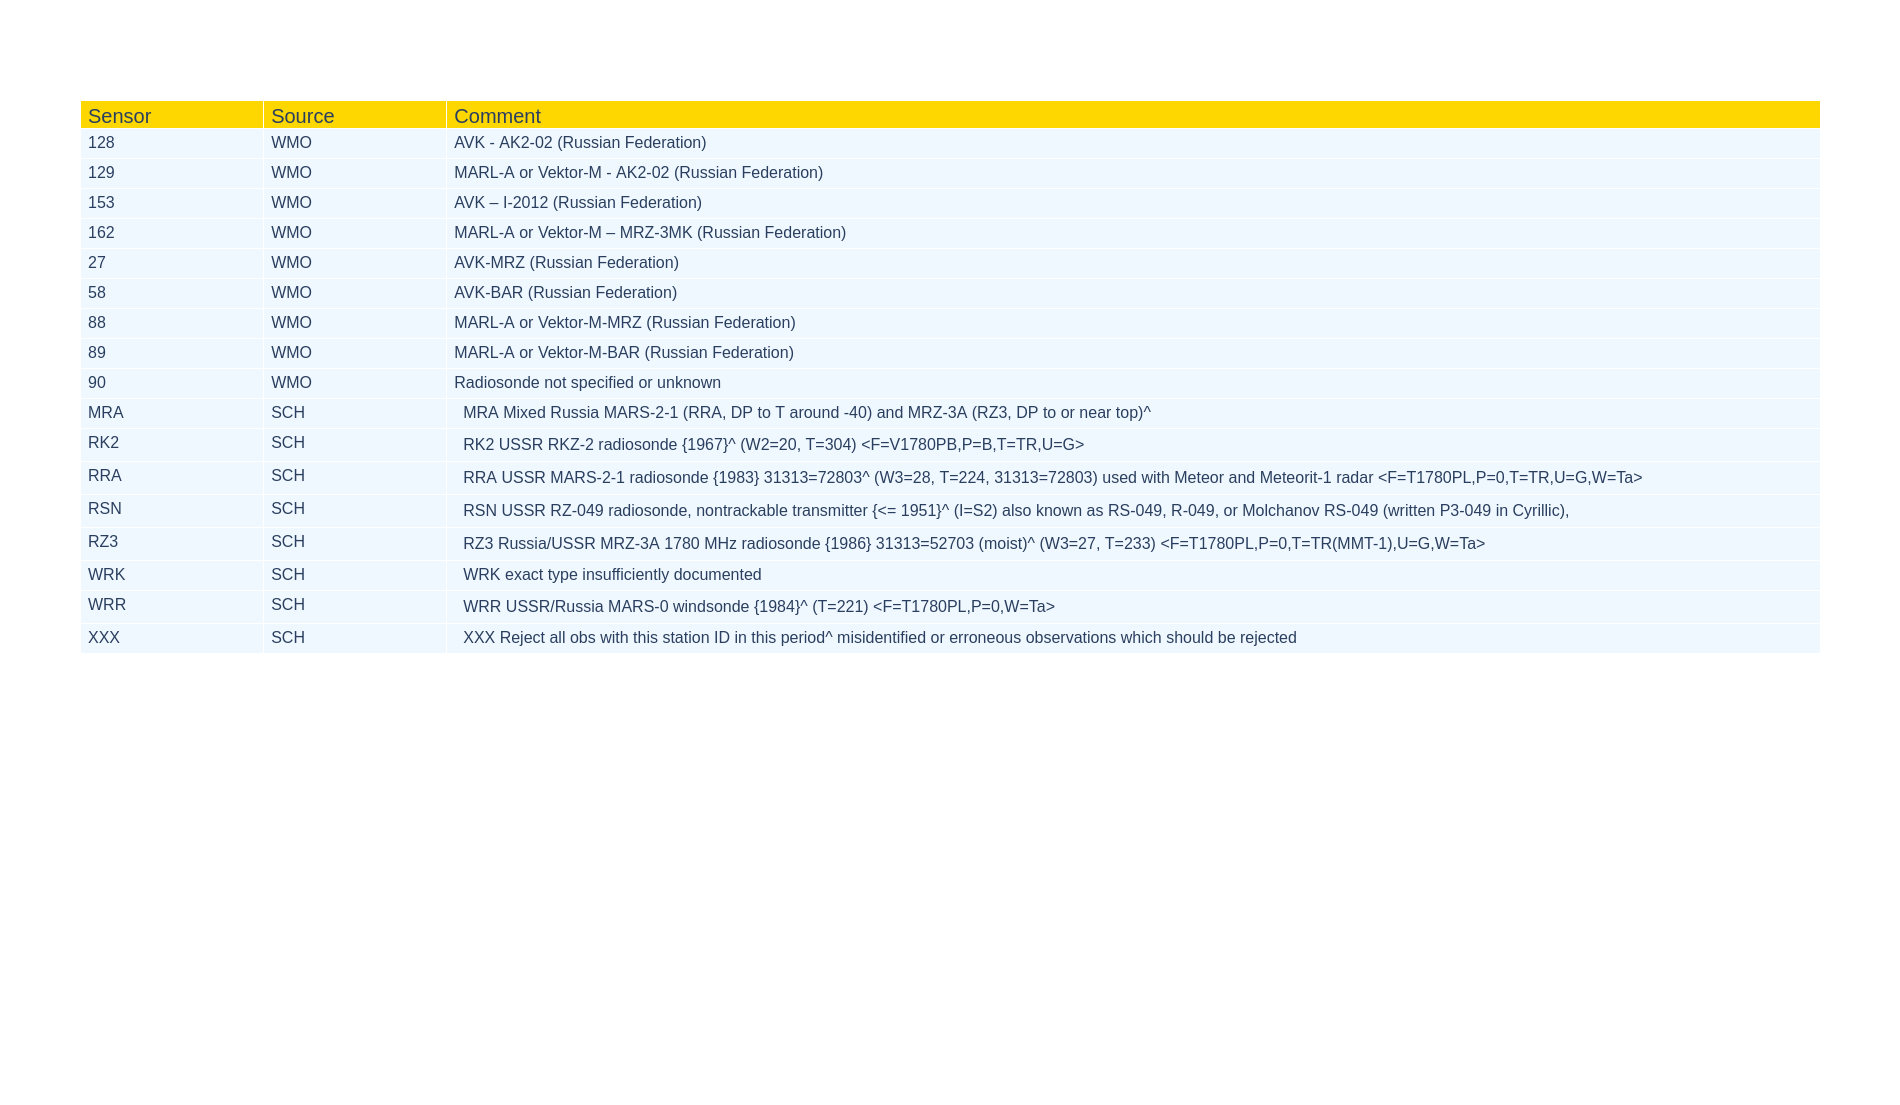 Sensor Source Comment
128 WMO AVK - AK2-02 (Russian Federation)
129 WMO MARL-A or Vektor-M - AK2-02 (Russian Federation)
153 WMO AVK – I-2012 (Russian Federation)
162 WMO MARL-A or Vektor-M – MRZ-3MK (Russian Federation)
27 WMO AVK-MRZ (Russian Federation)
58 WMO AVK-BAR (Russian Federation)
88 WMO MARL-A or Vektor-M-MRZ (Russian Federation)
89 WMO MARL-A or Vektor-M-BAR (Russian Federation)
90 WMO Radiosonde not specified or unknown
MRA SCH MRA Mixed Russia MARS-2-1 (RRA, DP to T around -40) and MRZ-3A (RZ3, DP to or near top)^
RK2 SCH RK2 USSR RKZ-2 radiosonde {1967}^ (W2=20, T=304) <F=V1780PB,P=B,T=TR,U=G>
RRA SCH RRA USSR MARS-2-1 radiosonde {1983} 31313=72803^ (W3=28, T=224, 31313=72803) used with Meteor and Meteorit-1 radar <F=T1780PL,P=0,T=TR,U=G,W=Ta>
RSN SCH RSN USSR RZ-049 radiosonde, nontrackable transmitter {<= 1951}^ (I=S2) also known as RS-049, R-049, or Molchanov RS-049 (written P3-049 in Cyrillic),
RZ3 SCH RZ3 Russia/USSR MRZ-3A 1780 MHz radiosonde {1986} 31313=52703 (moist)^ (W3=27, T=233) <F=T1780PL,P=0,T=TR(MMT-1),U=G,W=Ta>
WRK SCH WRK exact type insufficiently documented
WRR SCH WRR USSR/Russia MARS-0 windsonde {1984}^ (T=221) <F=T1780PL,P=0,W=Ta>
XXX SCH XXX Reject all obs with this station ID in this period^ misidentified or erroneous observations which should be rejected